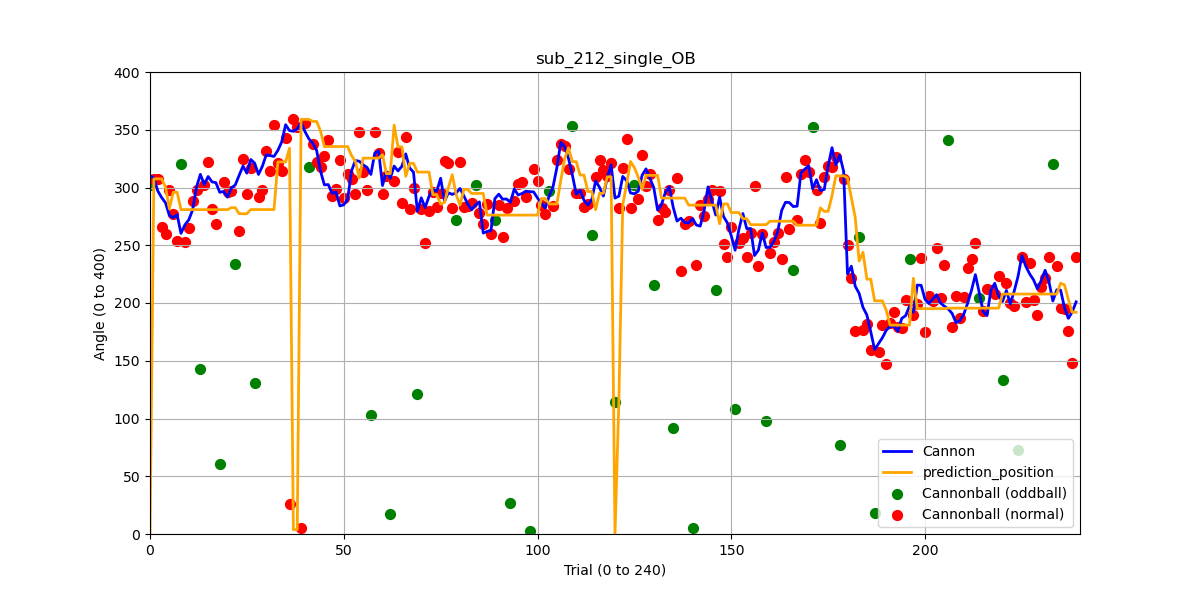 sub_212_single_OB
400
350
300
250
200
150
100
50
0
Angle (0 to 400)
0 50 100 150 200
Trial (0 to 240)
Cannon
prediction_position
Cannonball (oddball)
Cannonball (normal)